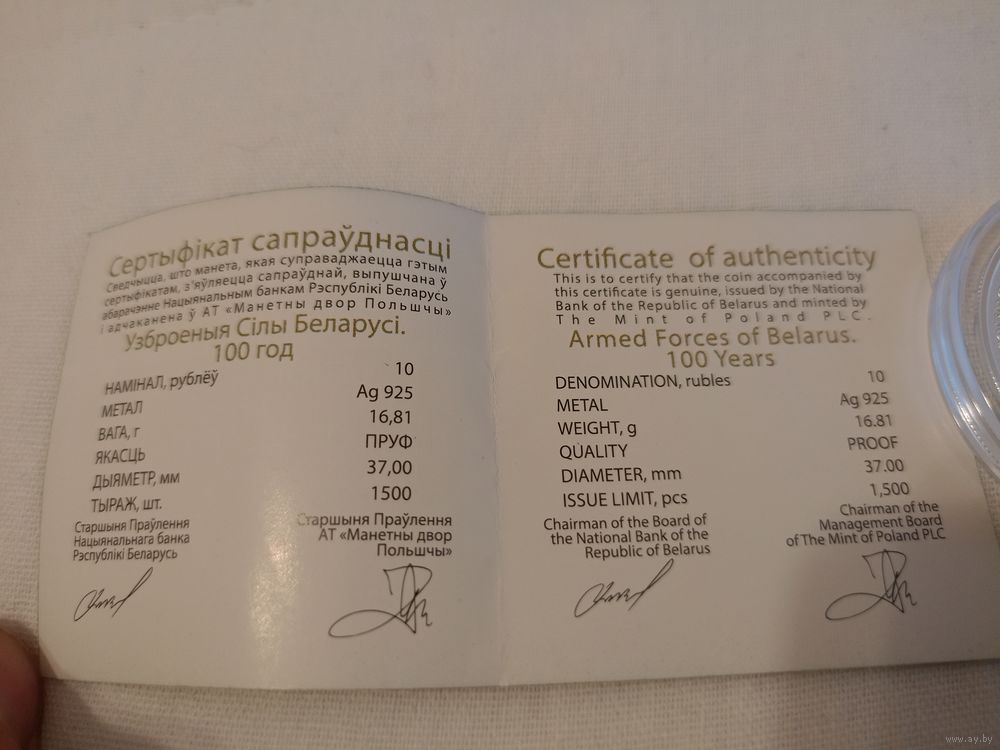 Сертыфікат сапраўднасці
Сведчыцца, што манета, якая суправаджаецца гэтым
сертыфікатам, з'яўляецца сапраўднай, выпушчана ў
абарачэнне Нацыянальным банкам Рэспублікі Беларусь
і адчаканена ў АТ «Манетны двор Польшчы»
Узброеныя Сілы Беларусі.
100 год
НАМІНАЛ, рублёў 10
МЕТАЛ Ag 925
ВАГА, г 16,81
ЯКАСЦЬ ПРУФ
ДЫЯМЕТР, мм 37,00
ТЫРАЖ, шт. 1500
Старшыня Праўлення
Нацыянальнага банка
Рэспублікі Беларусь
Старшыня Праўлення
АТ «Манетны двор
Польшчы»
Certificate of authenticity
This is to certify that the coin accompanied by
this certificate is genuine, issued by the National
Bank of the Republic of Belarus and minted by
The Mint of Poland PLC.
Armed Forces of Belarus.
100 Years
DENOMINATION, rubles 10
METAL Ag 925
WEIGHT, g 16.81
QUALITY PROOF
DIAMETER, mm 37.00
ISSUE LIMIT, pcs 1,500
Chairman of the Board of
the National Bank of the
Republic of Belarus
Chairman of the
Management Board
of The Mint of Poland PLC
www.ay.by